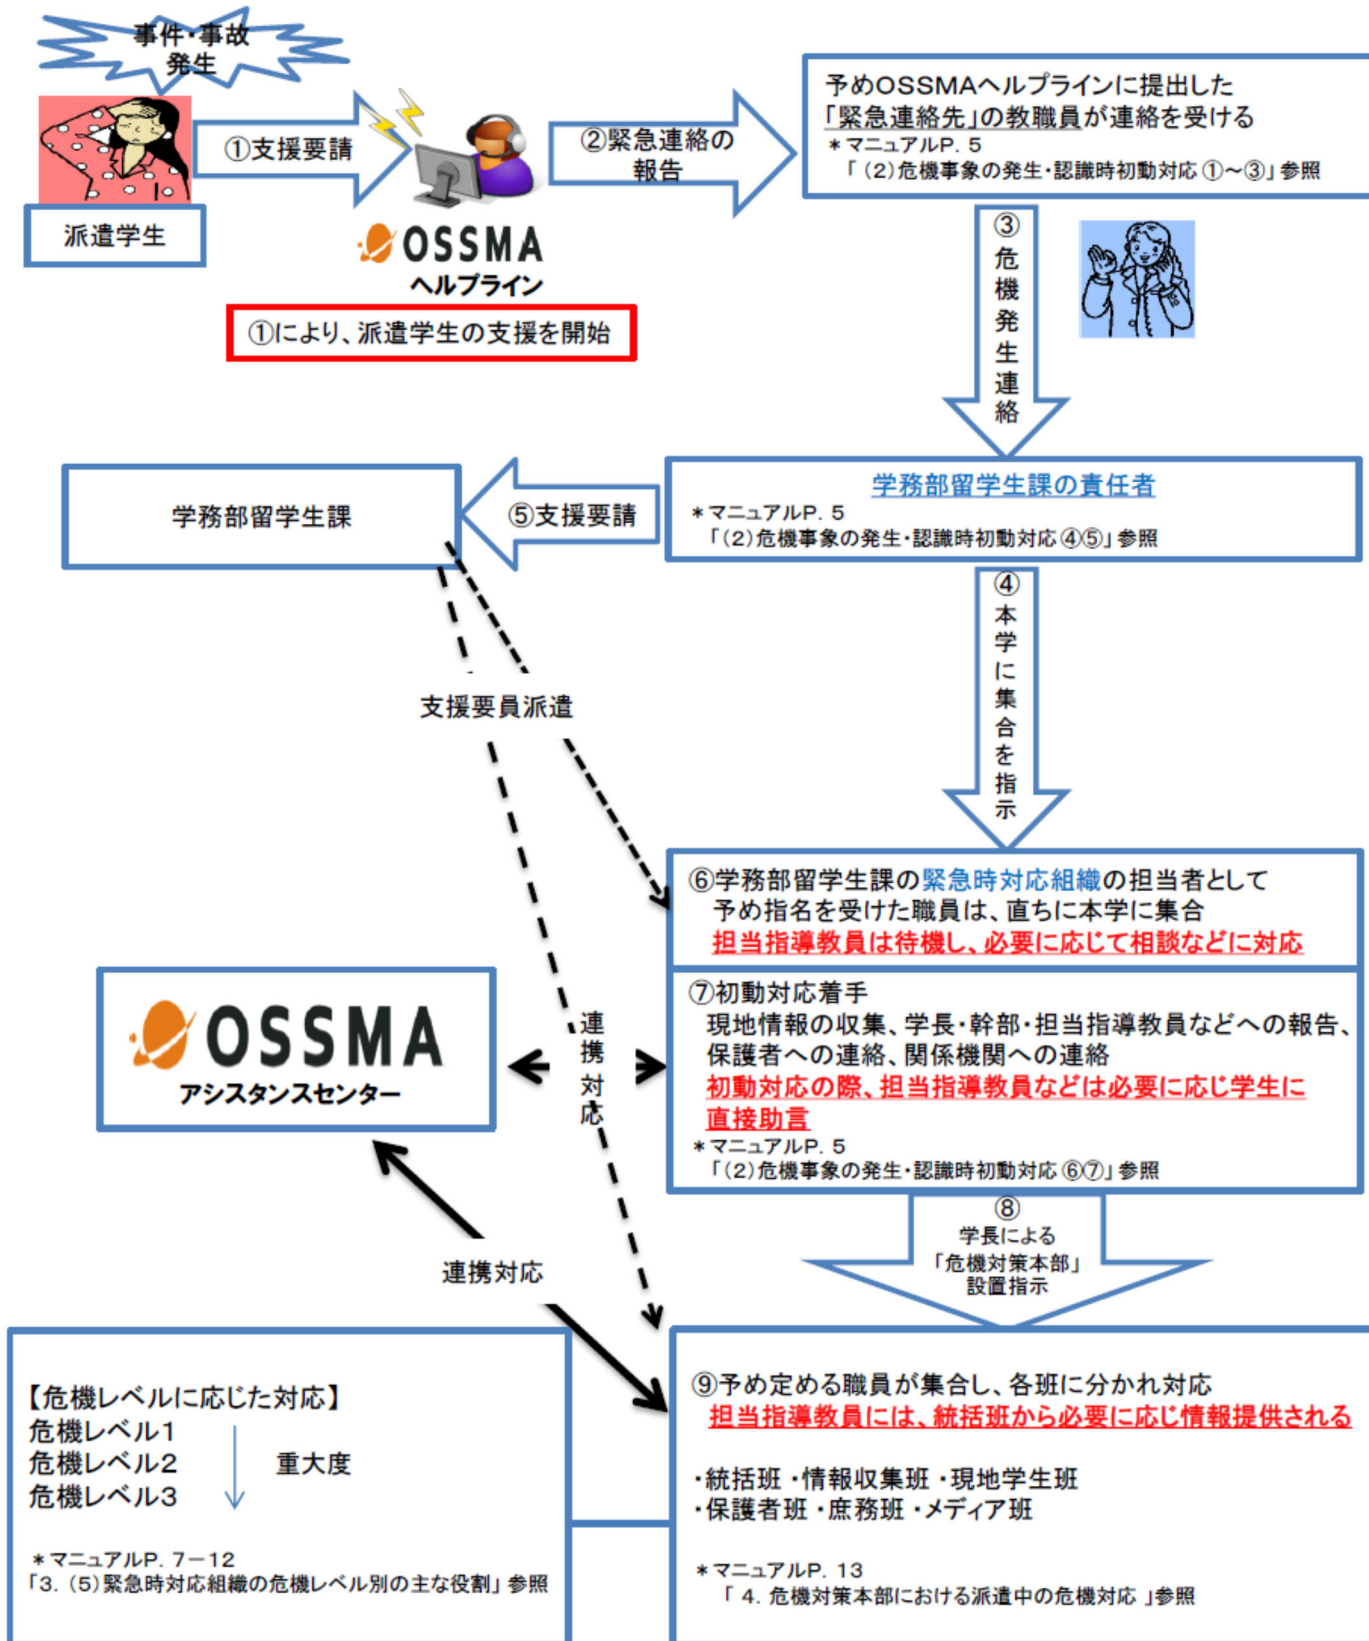 事件・事故
発生
①支援要請
②緊急連絡の
報告
予めOSSMAヘルプラインに提出した
「緊急連絡先」の教職員が連絡を受ける
*マニュアルP. 5
「(2)危機事象の発生・認識時初動対応①～③」参照
派遣学生
OSSMA
ヘルプライン
①により、派遣学生の支援を開始
③危機発生連絡
学務部留学生課
⑤支援要請
学務部留学生課の責任者
*マニュアルP. 5
「(2)危機事象の発生・認識時初動対応④⑤」参照
④本学に集合を指示
支援要員派遣
⑥学務部留学生課の緊急時対応組織の担当者として
予め指名を受けた職員は、直ちに本学に集合
担当指導教員は待機し、必要に応じて相談などに対応
OSSMA
アシスタンスセンター
連携対応
⑦初動対応着手
現地情報の収集、学長・幹部・担当指導教員などへの報告、
保護者への連絡、関係機関への連絡
初動対応の際、担当指導教員などは必要に応じ学生に
直接助言
*マニュアルP. 5
「(2)危機事象の発生・認識時初動対応⑥⑦」参照
⑧
学長による
「危機対策本部」
設置指示
連携対応
【危機レベルに応じた対応】
危機レベル1
危機レベル2
危機レベル3
重大度
*マニュアルP. 7－12
「3. (5)緊急時対応組織の危機レベル別の主な役割」参照
⑨予め定める職員が集合し、各班に分かれ対応
担当指導教員には、統括班から必要に応じ情報提供される
・統括班 ・情報収集班 ・現地学生班
・保護者班 ・庶務班 ・メディア班
*マニュアルP. 13
「 4. 危機対策本部における派遣中の危機対応 」参照